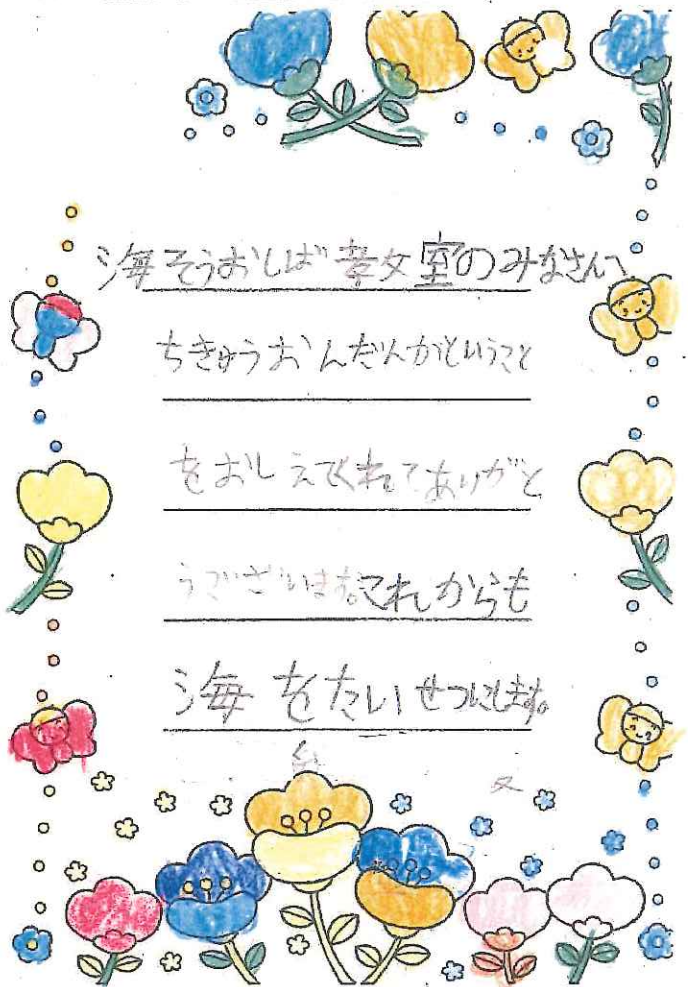 海そうおしば教室のみなさんへ
ちきゅうおんだんかということ
をおしえてくれてありがと
うございます。これからも
海をたいせつにします。